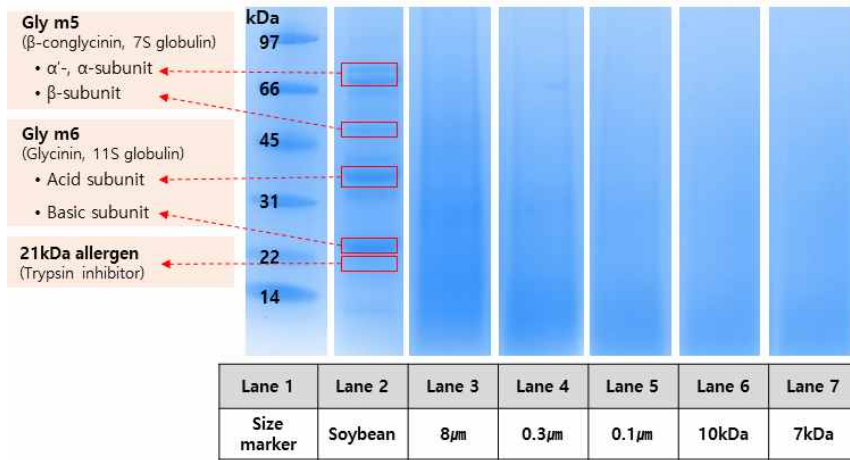 Gly m5
(β-conglycinin, 7S globulin)
• α'-, α-subunit
• β-subunit
Gly m6
(Glycinin, 11S globulin)
• Acid subunit
• Basic subunit
21kDa allergen
(Trypsin inhibitor)
kDa
97
66
45
31
22
14
Lane 1 Lane 2 Lane 3 Lane 4 Lane 5 Lane 6 Lane 7
Size marker Soybean 8㎛ 0.3㎛ 0.1㎛ 10kDa 7kDa